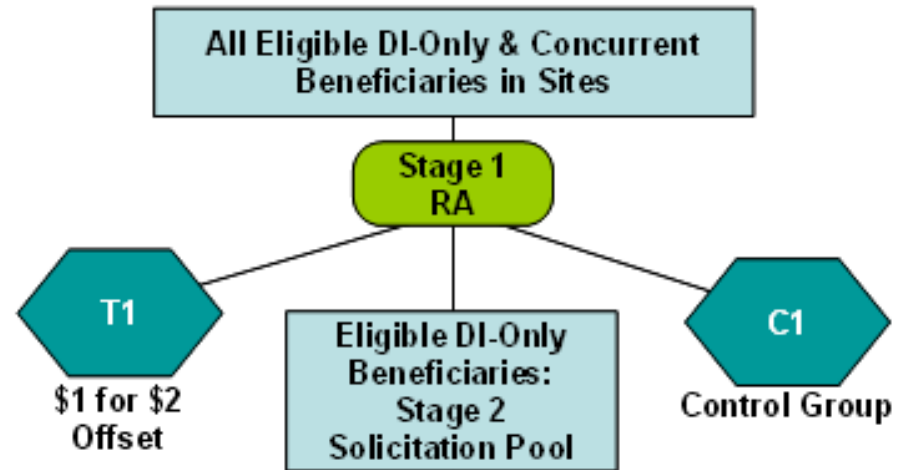 All Eligible DI-Only & Concurrent
Beneficiaries in Sites
Stage 1
RA
T1
$1 for $2
Offset
Eligible DI-Only
Beneficiaries:
Stage 2
Solicitation Pool
C1
Control Group